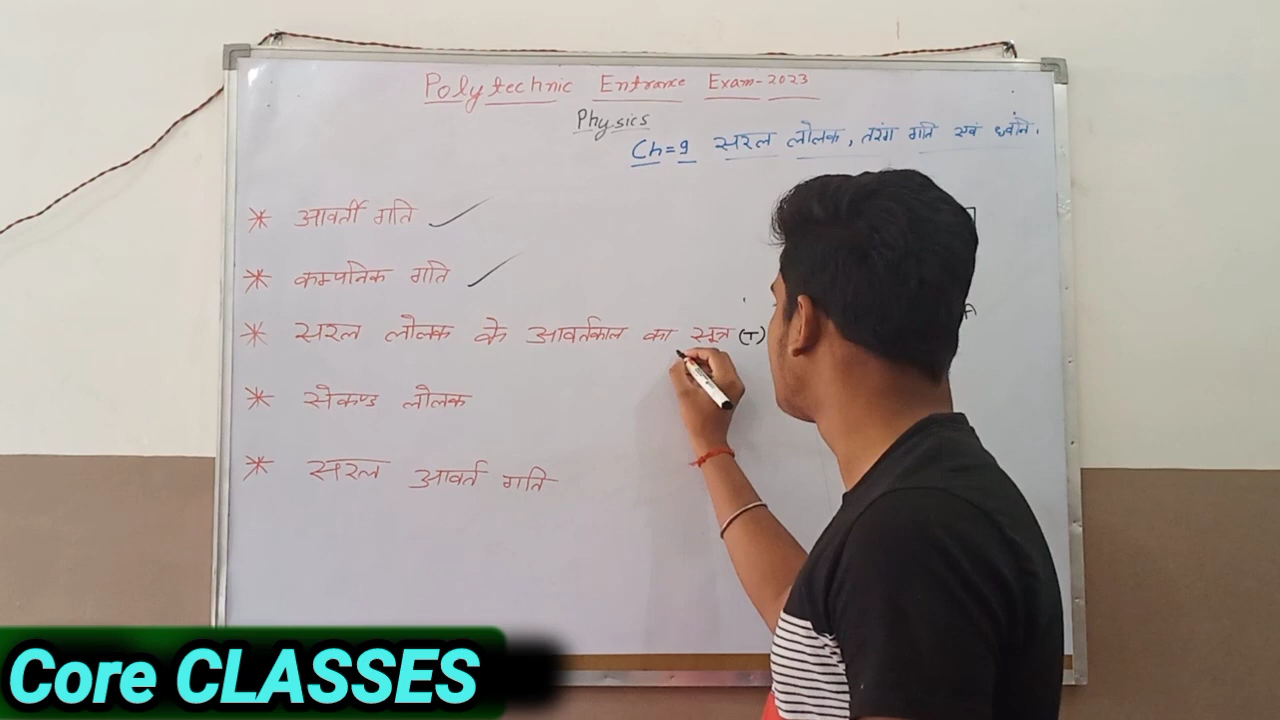 Polytechnic Entrance Exam-2023
Physics
Ch=9 सरल लोलक, तरंग गति एवं ध्वनि.
* आवर्ती गति ✓
* कम्पनिक गति ✓
* सरल लोलक के आवर्तकाल का सूत्र (T)
A
* सेकण्ड लोलक
* सरल आवर्त गति
Core CLASSES